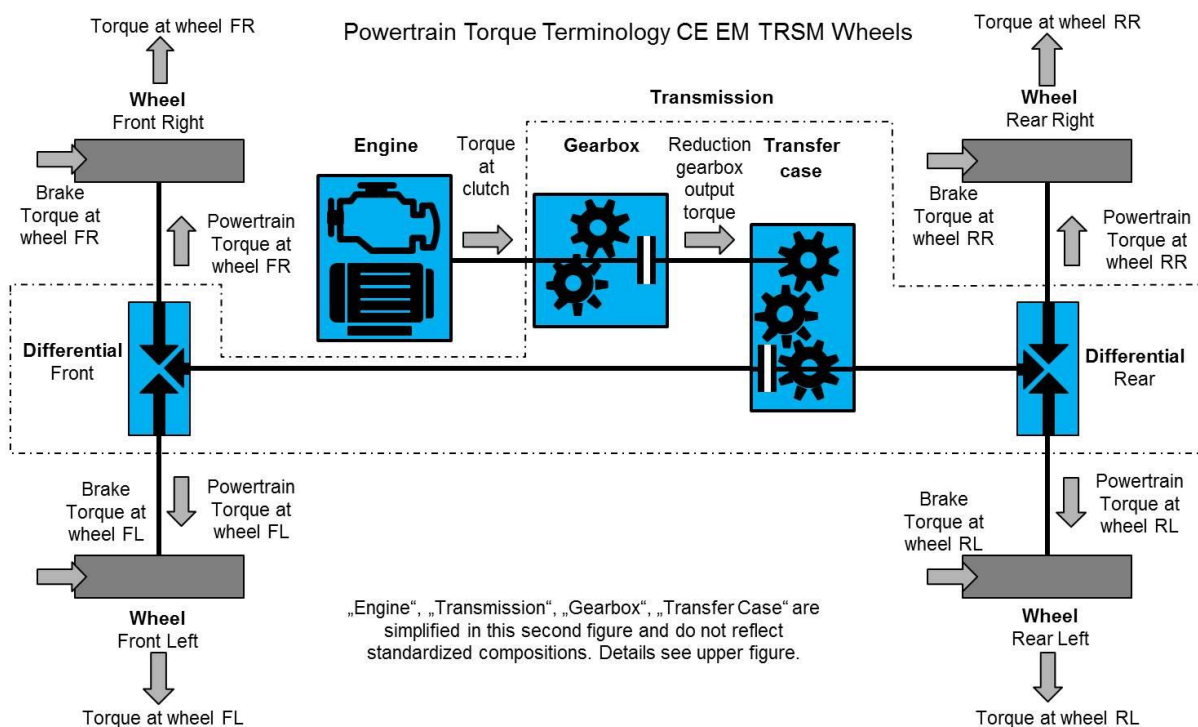 Torque at wheel FR
Powertrain Torque Terminology CE EM TRSM Wheels
Torque at wheel RR
Wheel
Front Right
Transmission
Wheel
Rear Right
Engine
Torque
at
clutch
Gearbox
Reduction
gearbox
output
torque
Transfer
case
Brake
Torque at
wheel FR
Powertrain
Torque at
wheel FR
Brake
Torque at
wheel RR
Powertrain
Torque at
wheel RR
Differential
Front
Differential
Rear
Brake
Torque at
wheel FL
Powertrain
Torque at
wheel FL
Brake
Torque at
wheel RL
Powertrain
Torque at
wheel RL
Wheel
Front Left
„Engine“, „Transmission“, „Gearbox“, „Transfer Case“ are
simplified in this second figure and do not reflect
standardized compositions. Details see upper figure.
Wheel
Rear Left
Torque at wheel FL
Torque at wheel RL